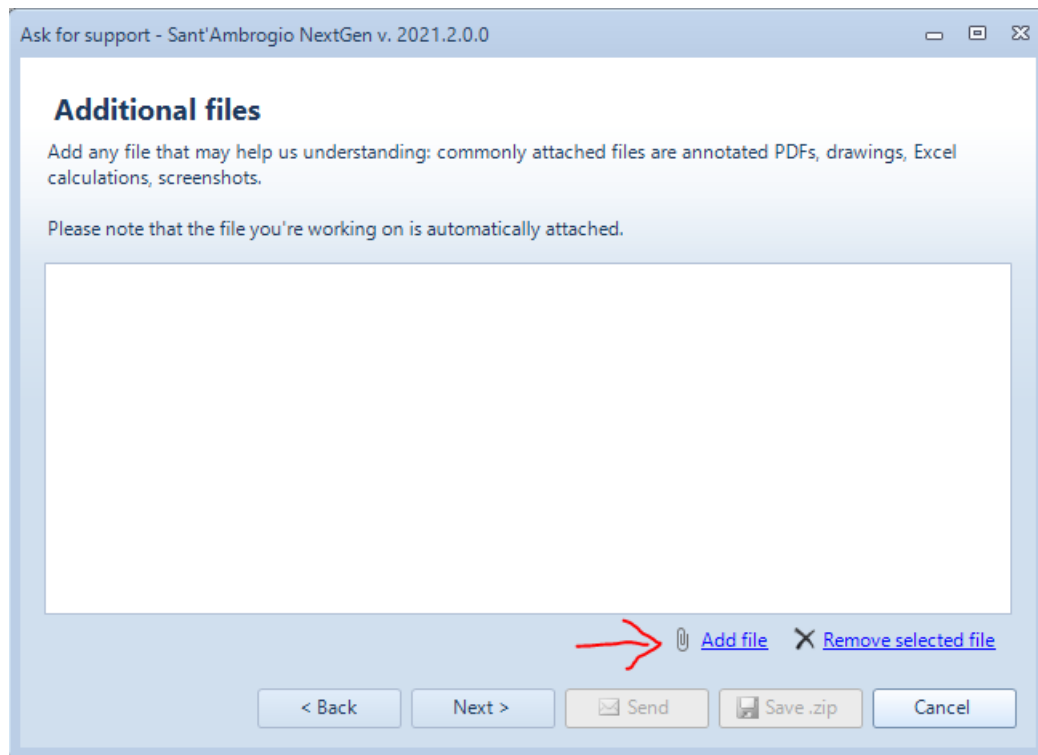 Ask for support - Sant'Ambrogio NextGen v. 2021.2.0.0
Additional files
Add any file that may help us understanding: commonly attached files are annotated PDFs, drawings, Excel
calculations, screenshots.
Please note that the file you're working on is automatically attached.
Add file Remove selected file
< Back Next > Send Save .zip Cancel